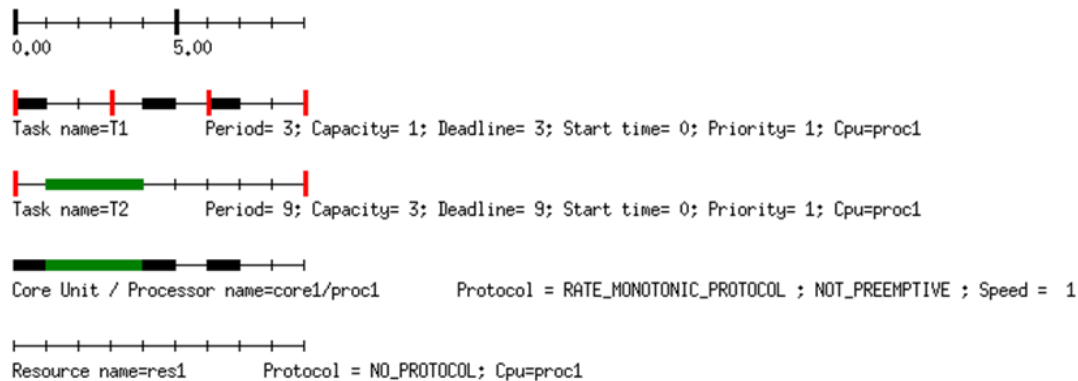 0.00 5.00
Task name=T1 Period= 3; Capacity= 1; Deadline= 3; Start time= 0; Priority= 1; Cpu=proc1
Task name=T2 Period= 9; Capacity= 3; Deadline= 9; Start time= 0; Priority= 1; Cpu=proc1
Core Unit / Processor name=core1/proc1 Protocol = RATE_MONOTONIC_PROTOCOL ; NOT_PREEMPTIVE ; Speed = 1
Resource name=res1 Protocol = NO_PROTOCOL; Cpu=proc1